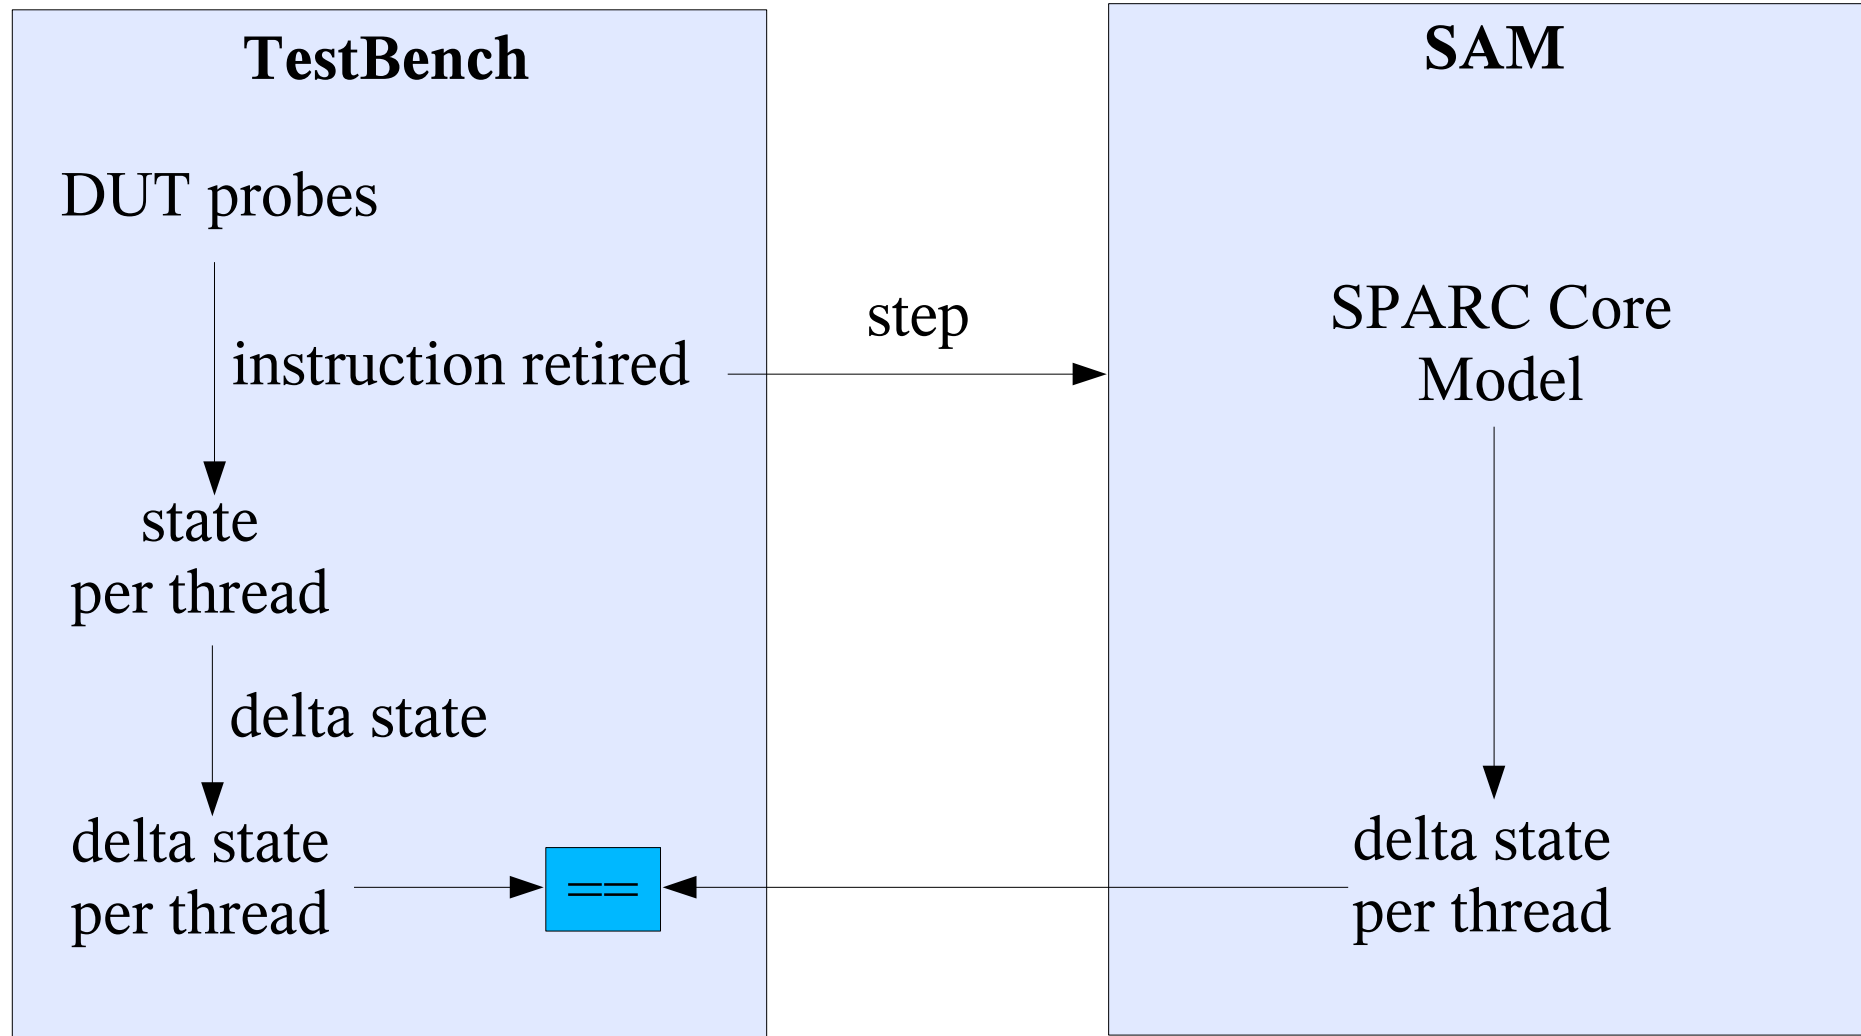 TestBench
DUT probes
instruction retired
state
per thread
delta state
delta state
per thread
==
step
SAM
SPARC Core
Model
delta state
per thread